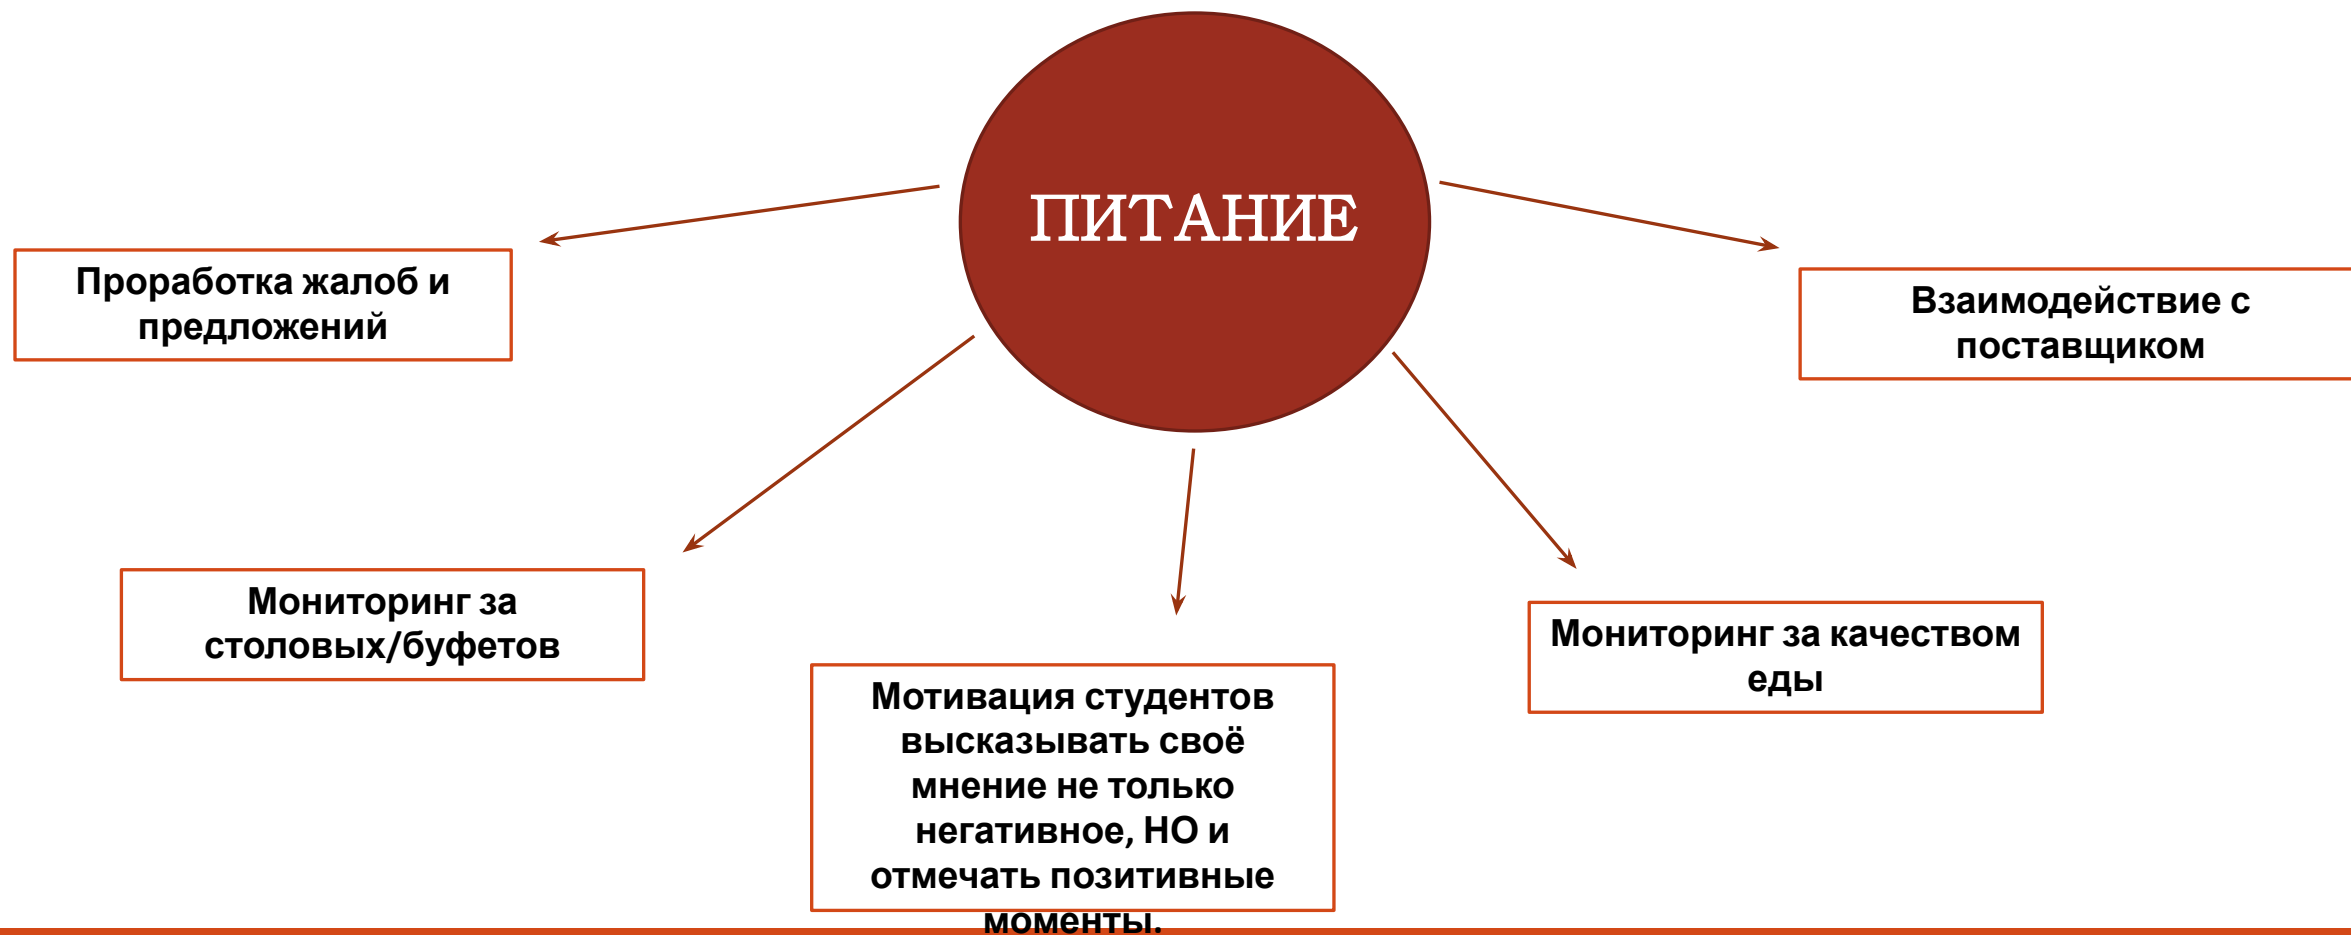 ПИТАНИЕ
Проработка жалоб и
предложений
Взаимодействие с
поставщиком
Мониторинг за
столовых/буфетов
Мониторинг за качеством
еды
Мотивация студентов
высказывать своё
мнение не только
негативное, НО и
отмечать позитивные
моменты.